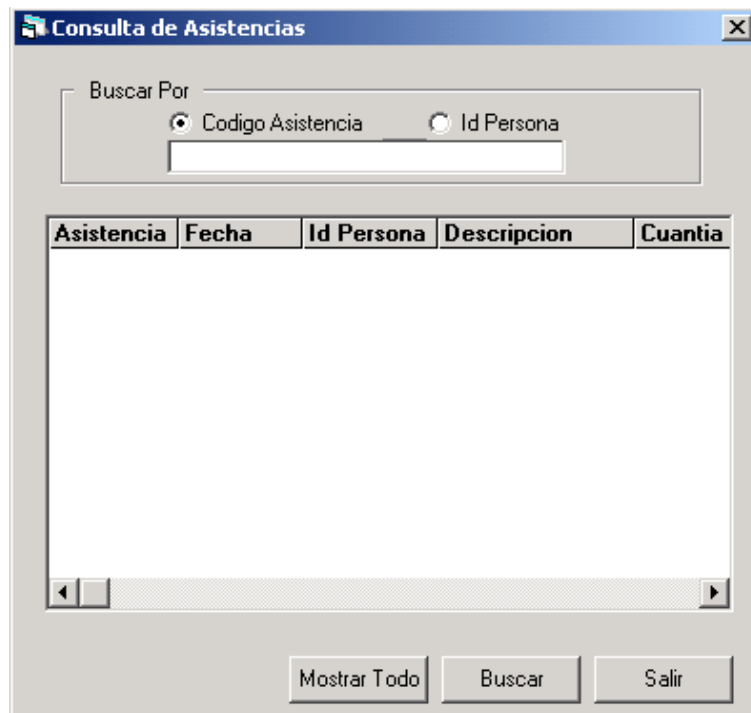 Consulta de Asistencias
Buscar Por
Codigo Asistencia Id Persona
Asistencia Fecha Id Persona Descripcion Cuantia
Mostrar Todo Buscar Salir